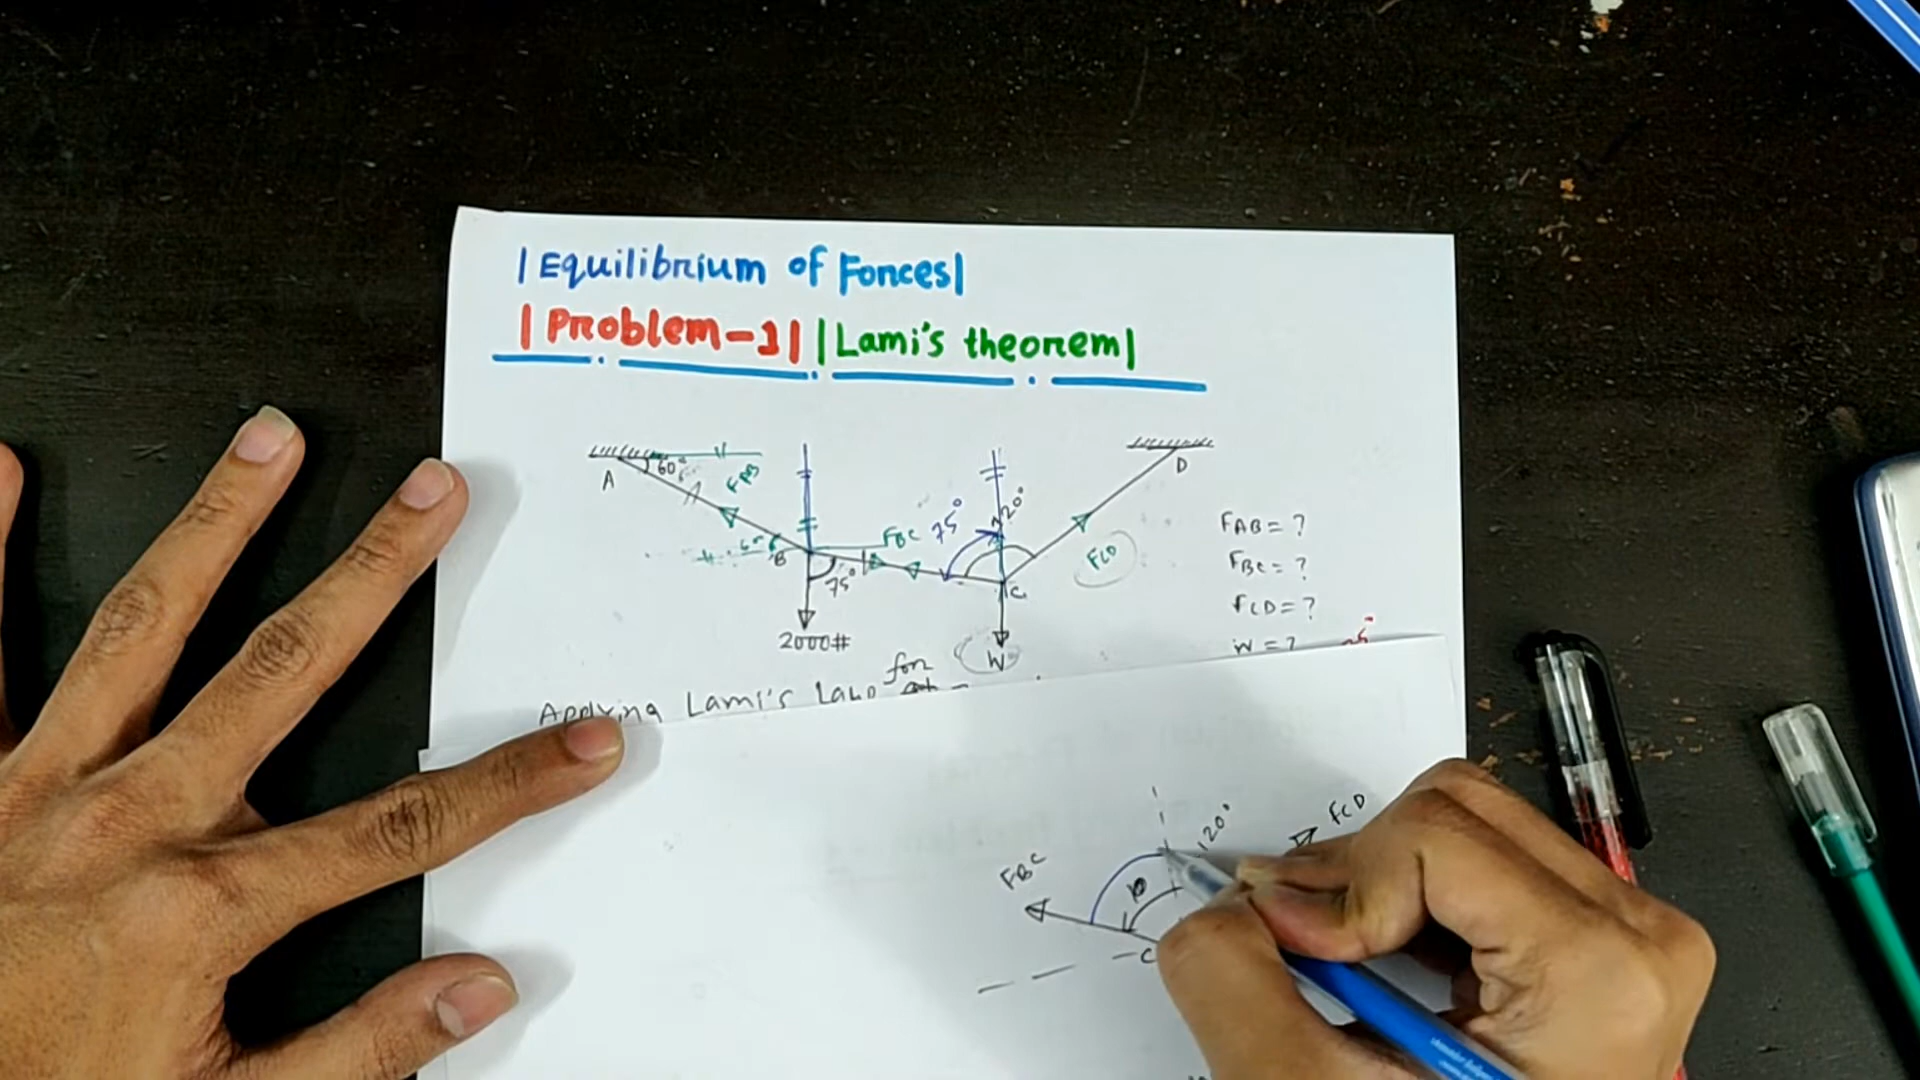 |Equilibrium of Forces|
|Problem-1| |Lami's theorem|
A
60°
FAB
D
75°
120°
FBC
FCD
60°
B
75°
C
2000#
W
FAB = ?
FBC = ?
FCD = ?
W = ?
Applying Lami's Law for
FBC
120°
FCD
C